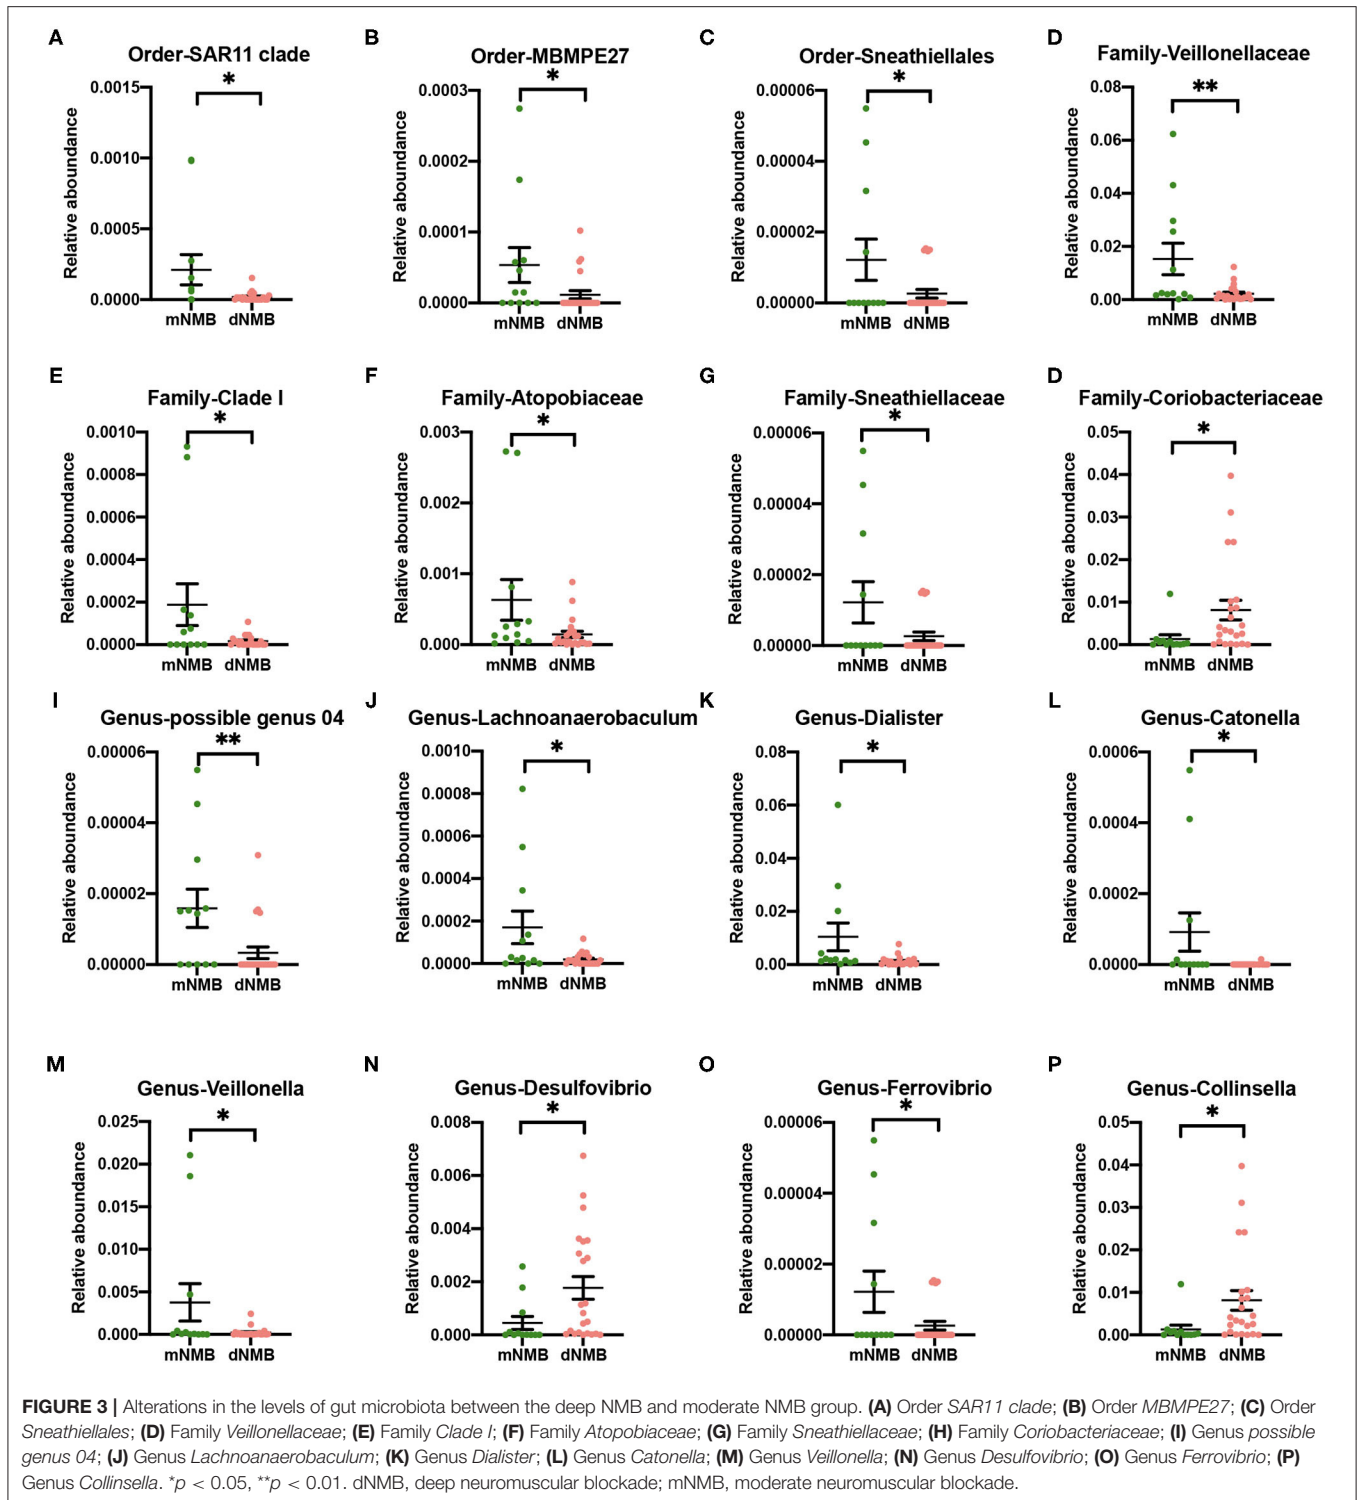 A
Order-SAR11 clade
*
Relative aboundance
0.0015
0.0010
0.0005
0.0000
mNMB dNMB
B
Order-MBMPE27
*
Relative aboundance
0.0003
0.0002
0.0001
0.0000
mNMB dNMB
C
Order-Sneathiellales
*
Relative aboundance
0.00006
0.00004
0.00002
0.00000
mNMB dNMB
D
Family-Veillonellaceae
**
Relative aboundance
0.08
0.06
0.04
0.02
0.00
mNMB dNMB
E
Family-Clade I
*
Relative aboundance
0.0010
0.0008
0.0006
0.0004
0.0002
0.0000
mNMB dNMB
F
Family-Atopobiaceae
*
Relative aboundance
0.003
0.002
0.001
0.000
mNMB dNMB
G
Family-Sneathiellaceae
*
Relative aboundance
0.00006
0.00004
0.00002
0.00000
mNMB dNMB
D
Family-Coriobacteriaceae
*
Relative aboundance
0.05
0.04
0.03
0.02
0.01
0.00
mNMB dNMB
I
Genus-possible genus 04
**
Relative aboundance
0.00006
0.00004
0.00002
0.00000
mNMB dNMB
J
Genus-Lachnoanaerobaculum
*
Relative aboundance
0.0010
0.0008
0.0006
0.0004
0.0002
0.0000
mNMB dNMB
K
Genus-Dialister
*
Relative aboundance
0.08
0.06
0.04
0.02
0.00
mNMB dNMB
L
Genus-Catonella
*
Relative aboundance
0.0006
0.0004
0.0002
0.0000
mNMB dNMB
M
Genus-Veillonella
*
Relative aboundance
0.025
0.020
0.015
0.010
0.005
0.000
mNMB dNMB
N
Genus-Desulfovibrio
*
Relative aboundance
0.008
0.006
0.004
0.002
0.000
mNMB dNMB
O
Genus-Ferrovibrio
*
Relative aboundance
0.00006
0.00004
0.00002
0.00000
mNMB dNMB
P
Genus-Collinsella
*
Relative aboundance
0.05
0.04
0.03
0.02
0.01
0.00
mNMB dNMB
FIGURE 3 | Alterations in the levels of gut microbiota between the deep NMB and moderate NMB group. (A) Order SAR11 clade; (B) Order MBMPE27; (C) Order
Sneathiellales; (D) Family Veillonellaceae; (E) Family Clade I; (F) Family Atopobiaceae; (G) Family Sneathiellaceae; (H) Family Coriobacteriaceae; (I) Genus possible
genus 04; (J) Genus Lachnoanaerobaculum; (K) Genus Dialister; (L) Genus Catonella; (M) Genus Veillonella; (N) Genus Desulfovibrio; (O) Genus Ferrovibrio; (P)
Genus Collinsella. *p < 0.05, **p < 0.01. dNMB, deep neuromuscular blockade; mNMB, moderate neuromuscular blockade.